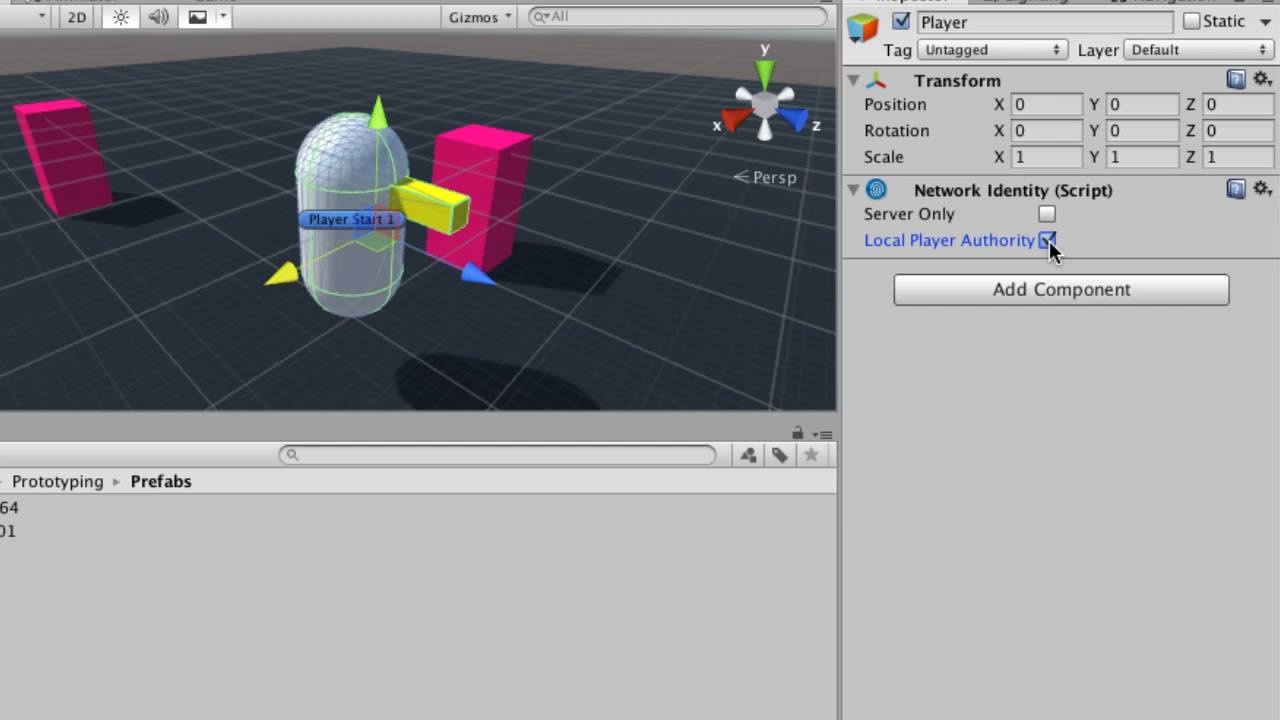 2D
Gizmos
All
Player
Static
Tag Untagged Layer Default
Transform
Position X 0 Y 0 Z 0
Rotation X 0 Y 0 Z 0
Scale X 1 Y 1 Z 1
Network Identity (Script)
Server Only
Local Player Authority
Add Component
y
x
z
Persp
Player Start 1
Prototyping Prefabs
64
01